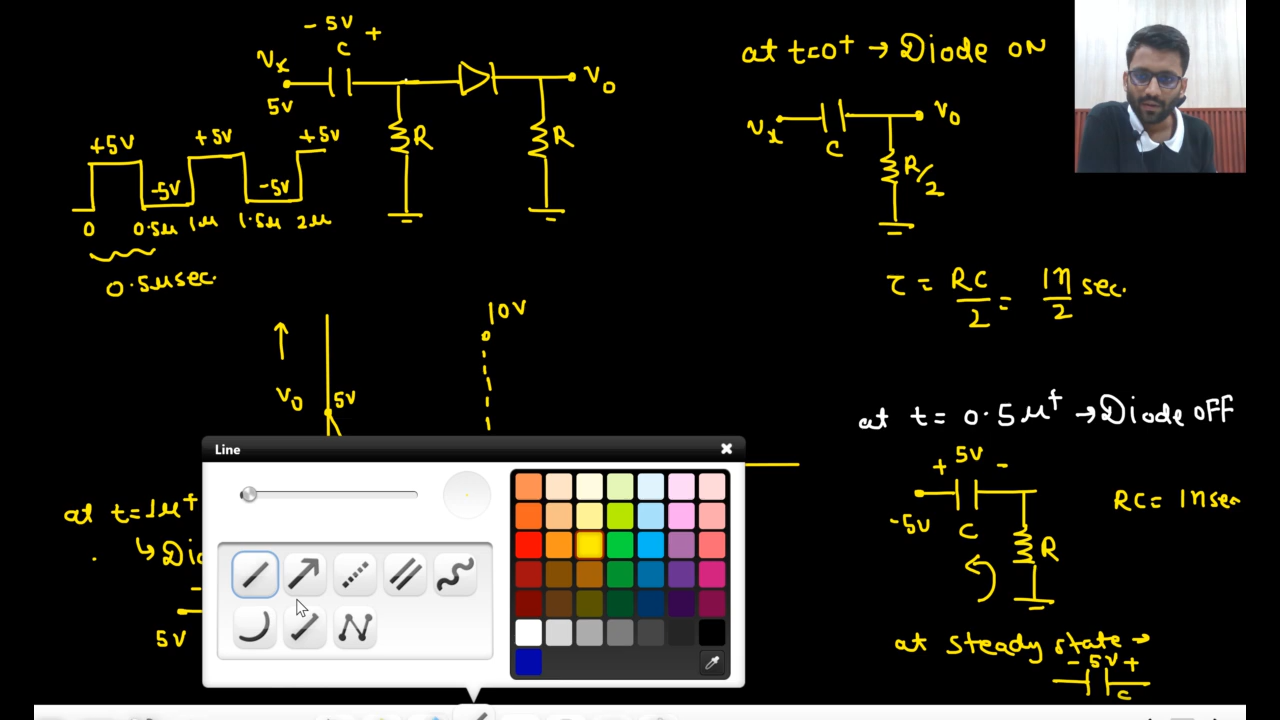 - 5V +
C
Vx
5V
Vo
R
R
+5V
-5V
+5V
-5V
+5V
0
0.5μ
1μ
1.5μ
2μ
0.5μsec.
10V
Vo
5V
at t=0+ → Diode ON
Vx
C
Vo
R/2
τ = RC/2 = 1η/2 sec.
at t= 0.5μ+ → Diode OFF
+ 5V -
-5V
C
R
RC= 1nsec
at steady state →
- 5V +
C
at t=1μ+
↳ Dio
5V
Line